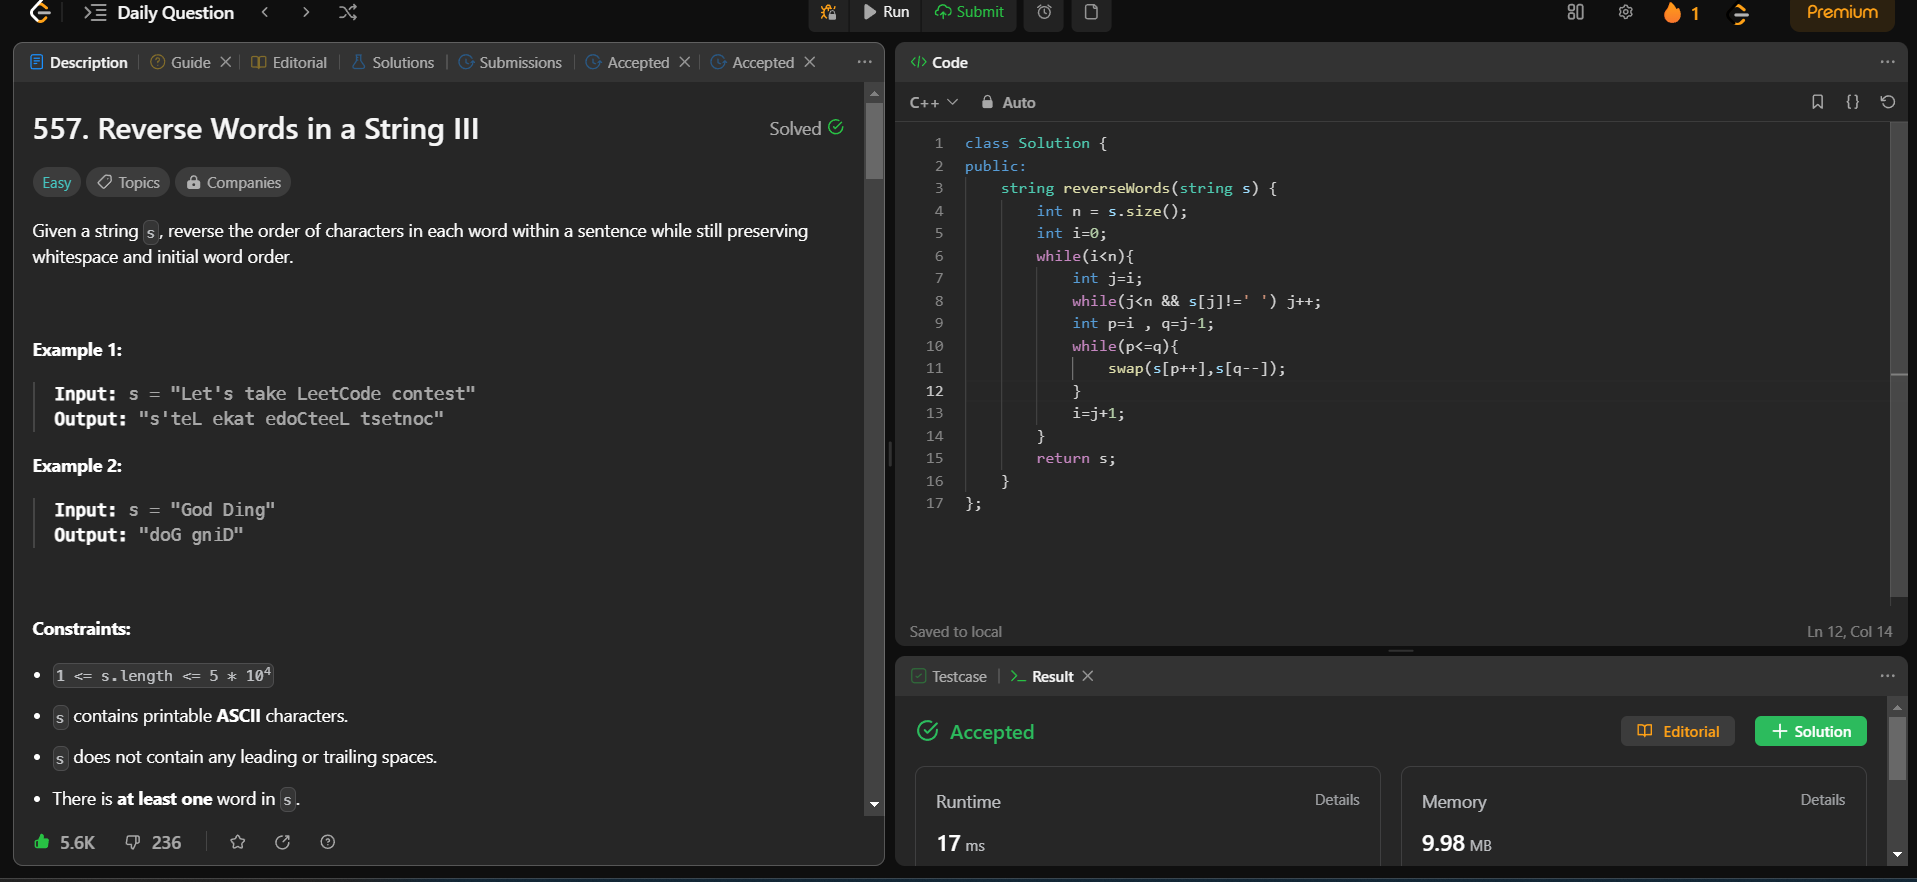 Daily Question
Run
Submit
1
Premium
Description
Guide
Editorial
Solutions
Submissions
Accepted
Accepted
557. Reverse Words in a String III
Solved
Easy
Topics
Companies
Given a string s, reverse the order of characters in each word within a sentence while still preserving
whitespace and initial word order.
Example 1:
Input: s = "Let's take LeetCode contest"
Output: "s'teL ekat edoCteeL tsetnoc"
Example 2:
Input: s = "God Ding"
Output: "doG gniD"
Constraints:
• 1 <= s.length <= 5 * 10⁴
• s contains printable ASCII characters.
• s does not contain any leading or trailing spaces.
• There is at least one word in s.
5.6K
236
</> Code
C++
Auto
1 class Solution {
2 public:
3     string reverseWords(string s) {
4         int n = s.size();
5         int i=0;
6         while(i<n){
7             int j=i;
8             while(j<n && s[j]!=' ') j++;
9             int p=i , q=j-1;
10             while(p<=q){
11                 swap(s[p++],s[q--]);
12             }
13             i=j+1;
14         }
15         return s;
16     }
17 };
Saved to local
Ln 12, Col 14
Testcase
>_ Result
Accepted
Editorial
+ Solution
Runtime
Details
17 ms
Memory
Details
9.98 MB